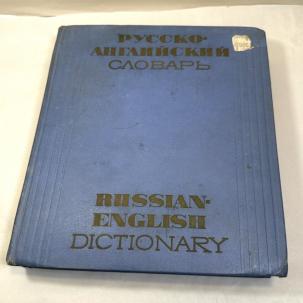 РУССКО-
АНГЛИЙСКИЙ
СЛОВАРЬ
RUSSIAN-
ENGLISH
DICTIONARY